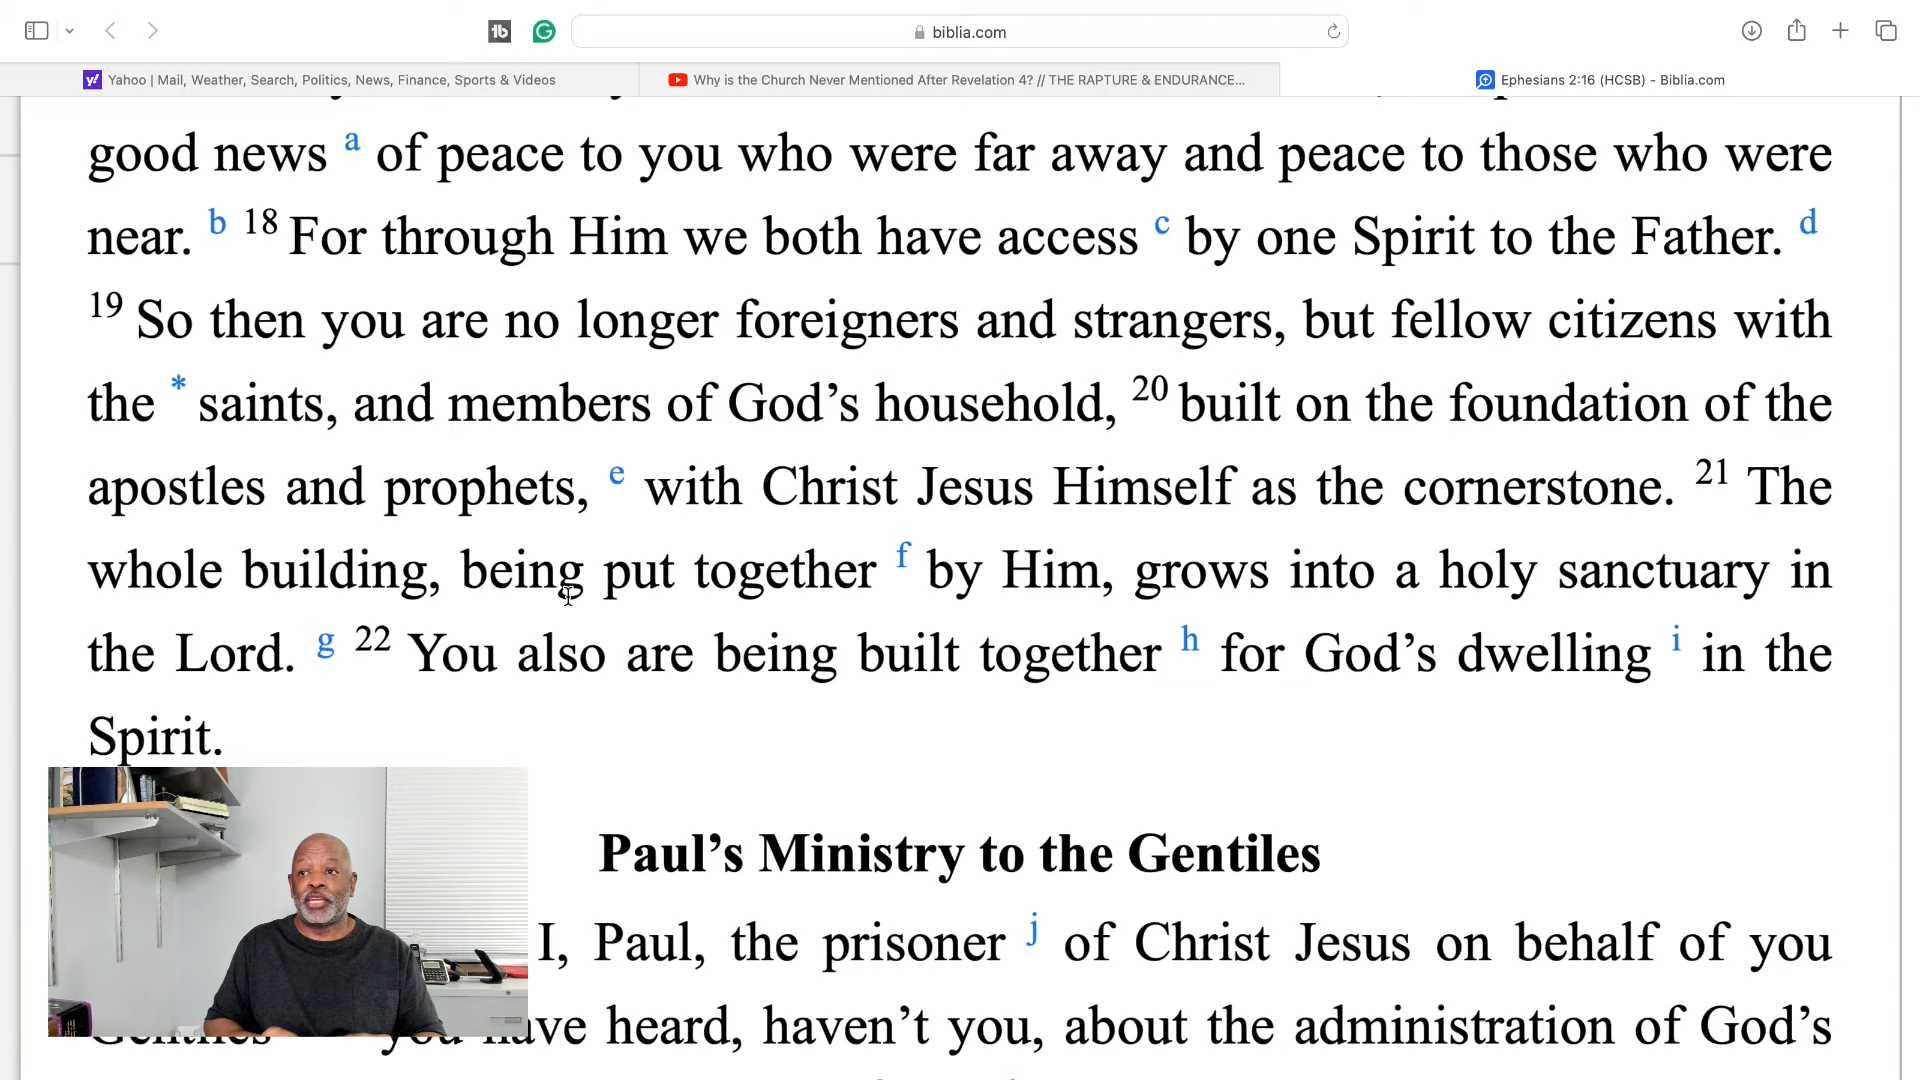 biblia.com
Yahoo | Mail, Weather, Search, Politics, News, Finance, Sports & Videos
Why is the Church Never Mentioned After Revelation 4? // THE RAPTURE & ENDURANCE...
Ephesians 2:16 (HCSB) - Biblia.com
good news a of peace to you who were far away and peace to those who were
near. b 18 For through Him we both have access c by one Spirit to the Father. d
19 So then you are no longer foreigners and strangers, but fellow citizens with
the * saints, and members of God’s household, 20 built on the foundation of the
apostles and prophets, e with Christ Jesus Himself as the cornerstone. 21 The
whole building, being put together f by Him, grows into a holy sanctuary in
the Lord. g 22 You also are being built together h for God’s dwelling i in the
Spirit.
Paul’s Ministry to the Gentiles
I, Paul, the prisoner j of Christ Jesus on behalf of you
Gentiles you have heard, haven’t you, about the administration of God’s